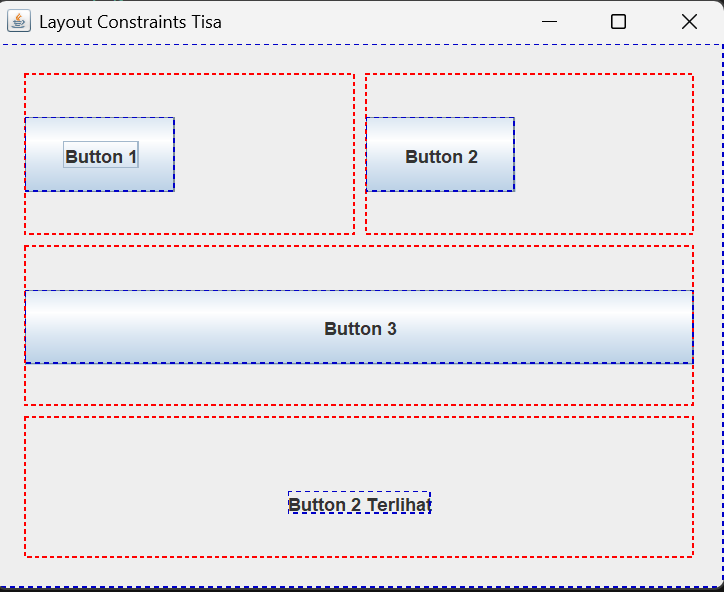 Layout Constraints Tisa
Button 1
Button 2
Button 3
Button 2 Terlihat